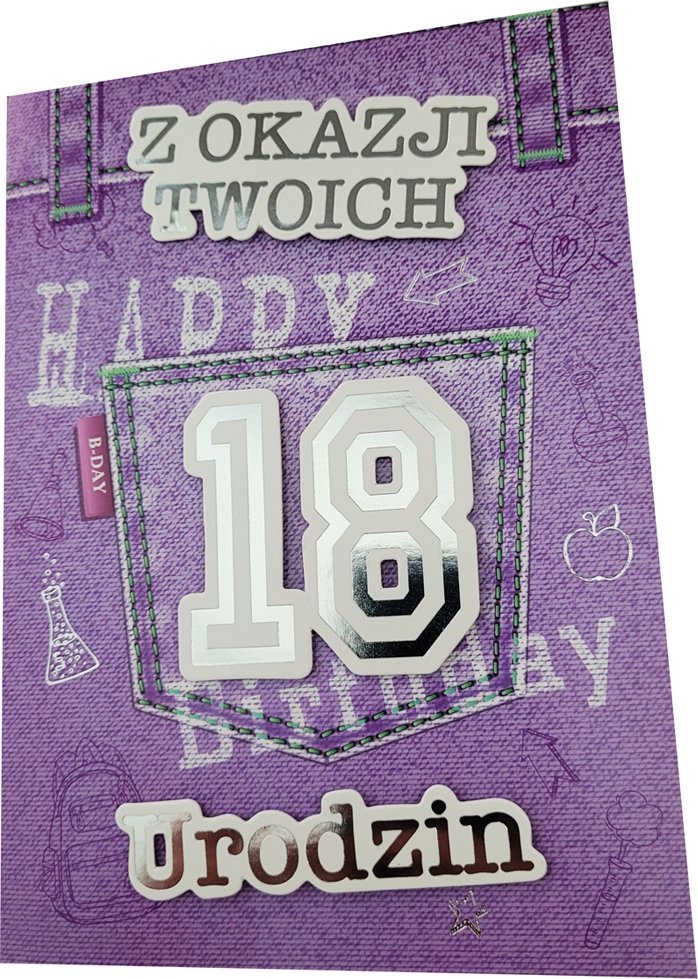 Z OKAZJI
TWOICH
HAPPY
B-DAY
18
Birthday
Urodzin